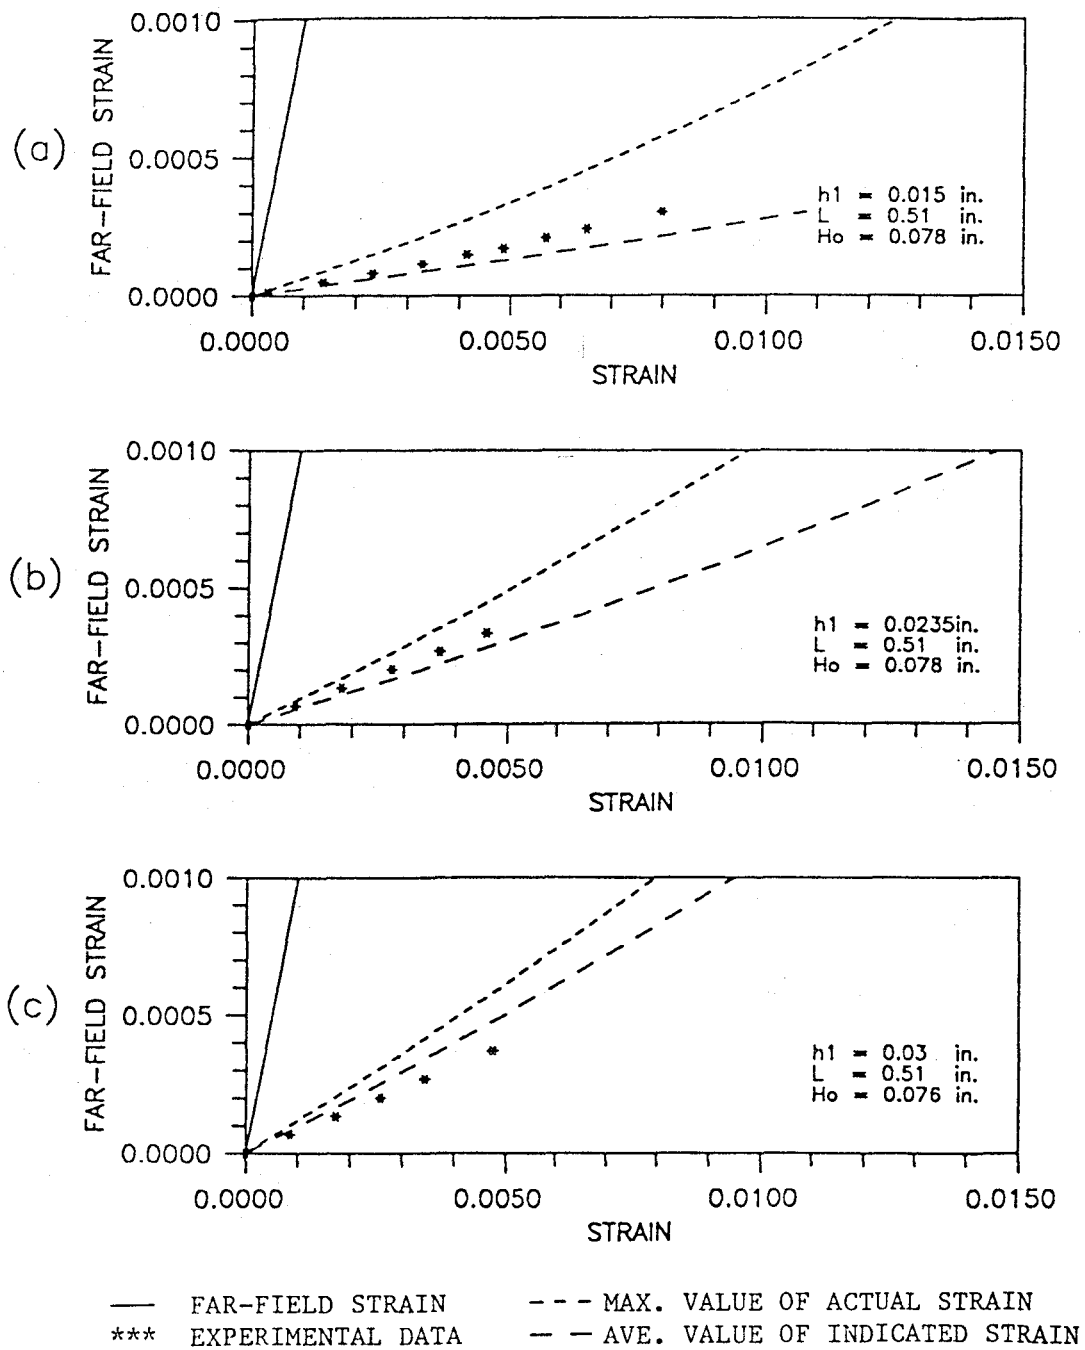 (a)
FAR-FIELD STRAIN
0.0010
0.0005
0.0000
h1 = 0.015 in.
L = 0.51 in.
Ho = 0.078 in.
0.0000 0.0050 0.0100 0.0150
STRAIN
(b)
FAR-FIELD STRAIN
0.0010
0.0005
0.0000
h1 = 0.0235in.
L = 0.51 in.
Ho = 0.078 in.
0.0000 0.0050 0.0100 0.0150
STRAIN
(c)
FAR-FIELD STRAIN
0.0010
0.0005
0.0000
h1 = 0.03 in.
L = 0.51 in.
Ho = 0.076 in.
0.0000 0.0050 0.0100 0.0150
STRAIN
—— FAR-FIELD STRAIN - - - MAX. VALUE OF ACTUAL STRAIN
*** EXPERIMENTAL DATA — — AVE. VALUE OF INDICATED STRAIN